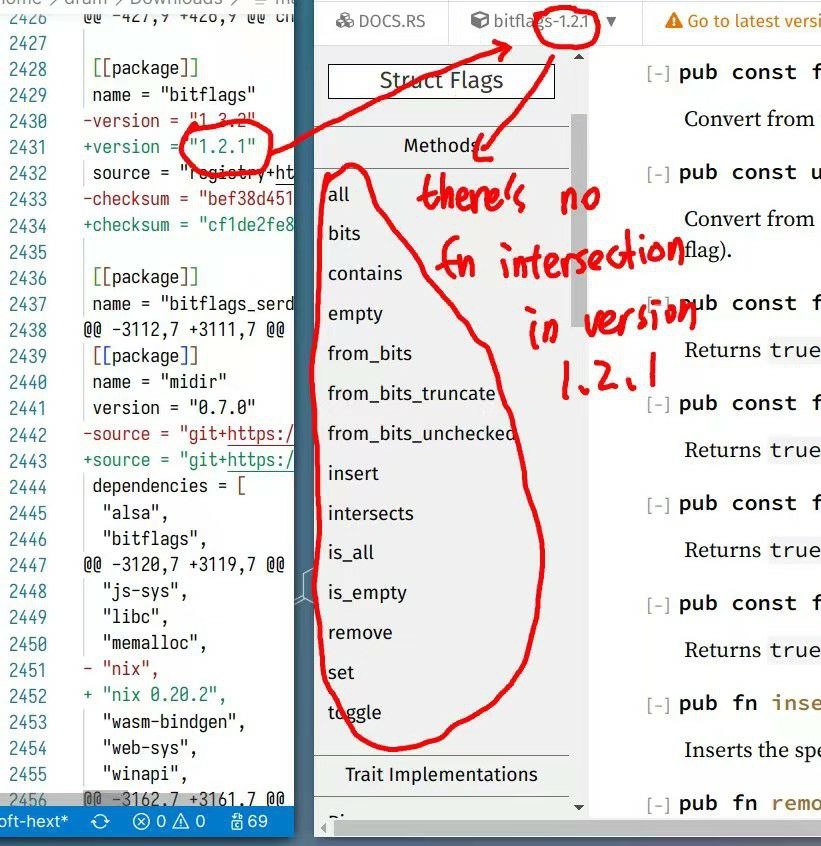 Downloads
@@ -427,9 +426,9 @@
2427
2428 [[package]]
2429 name = "bitflags"
2430 -version = "1.3.2"
2431 +version = "1.2.1"
2432 source = "registry+ht
2433 -checksum = "bef38d451
2434 +checksum = "cf1de2fe8
2435
2436 [[package]]
2437 name = "bitflags_serd
2438 @@ -3112,7 +3111,7 @@
2439 [[package]]
2440 name = "midir"
2441 version = "0.7.0"
2442 -source = "git+https:/
2443 +source = "git+https:/
2444 dependencies = [
2445 "alsa",
2446 "bitflags",
2447 @@ -3120,7 +3119,7 @@
2448 "js-sys",
2449 "libc",
2450 "memalloc",
2451 - "nix",
2452 + "nix 0.20.2",
2453 "wasm-bindgen",
2454 "web-sys",
2455 "winapi",
2456 @@ -3162,7 +3161,7 @@
oft-hext* 0 0 69
DOCS.RS bitflags-1.2.1 Go to latest versi
Struct Flags
Methods
all
bits
contains
empty
from_bits
from_bits_truncate
from_bits_unchecked
insert
intersects
is_all
is_empty
remove
set
toggle
Trait Implementations
there's no
fn intersection
in version
1.2.1
[-] pub const f
Convert from
[-] pub const u
Convert from
flag).
[-] pub const f
Returns true
[-] pub const f
Returns true
[-] pub const f
Returns true
[-] pub const f
Returns true
[-] pub fn inse
Inserts the spe
[-] pub fn remo